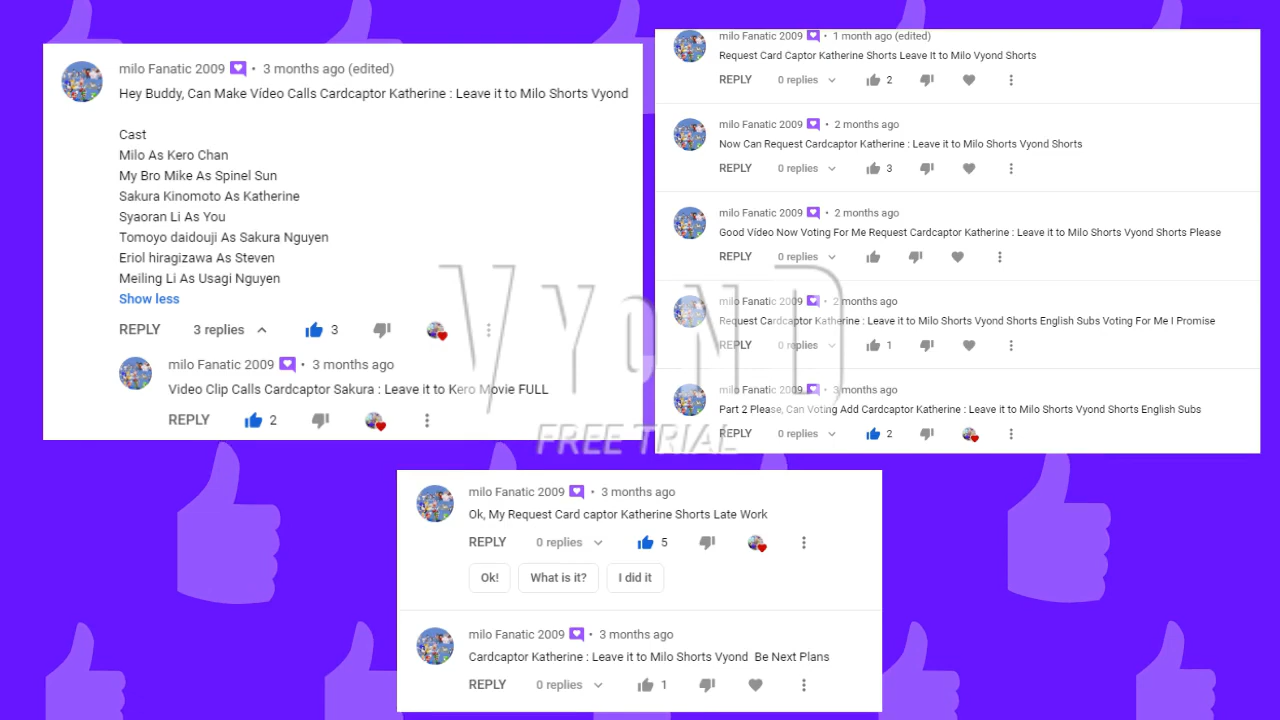 milo Fanatic 2009 • 3 months ago (edited)
Hey Buddy, Can Make Vídeo Calls Cardcaptor Katherine : Leave it to Milo Shorts Vyond
Cast
Milo As Kero Chan
My Bro Mike As Spinel Sun
Sakura Kinomoto As Katherine
Syaoran Li As You
Tomoyo daidouji As Sakura Nguyen
Eriol hiragizawa As Steven
Meiling Li As Usagi Nguyen
Show less
REPLY 3 replies 3
milo Fanatic 2009 • 3 months ago
Video Clip Calls Cardcaptor Sakura : Leave it to Kero Movie FULL
REPLY 2
milo Fanatic 2009 • 1 month ago (edited)
Request Card Captor Katherine Shorts Leave It to Milo Vyond Shorts
REPLY 0 replies 2
milo Fanatic 2009 • 2 months ago
Now Can Request Cardcaptor Katherine : Leave it to Milo Shorts Vyond Shorts
REPLY 0 replies 3
milo Fanatic 2009 • 2 months ago
Good Vídeo Now Voting For Me Request Cardcaptor Katherine : Leave it to Milo Shorts Vyond Shorts Please
REPLY 0 replies
milo Fanatic 2009 • 2 months ago
Request Cardcaptor Katherine : Leave it to Milo Shorts Vyond Shorts English Subs Voting For Me I Promise
REPLY 0 replies 1
milo Fanatic 2009 • 3 months ago
Part 2 Please, Can Voting Add Cardcaptor Katherine : Leave it to Milo Shorts Vyond Shorts English Subs
REPLY 0 replies 2
VYOND
FREE TRIAL
milo Fanatic 2009 • 3 months ago
Ok, My Request Card captor Katherine Shorts Late Work
REPLY 0 replies 5
Ok! What is it? I did it
milo Fanatic 2009 • 3 months ago
Cardcaptor Katherine : Leave it to Milo Shorts Vyond Be Next Plans
REPLY 0 replies 1